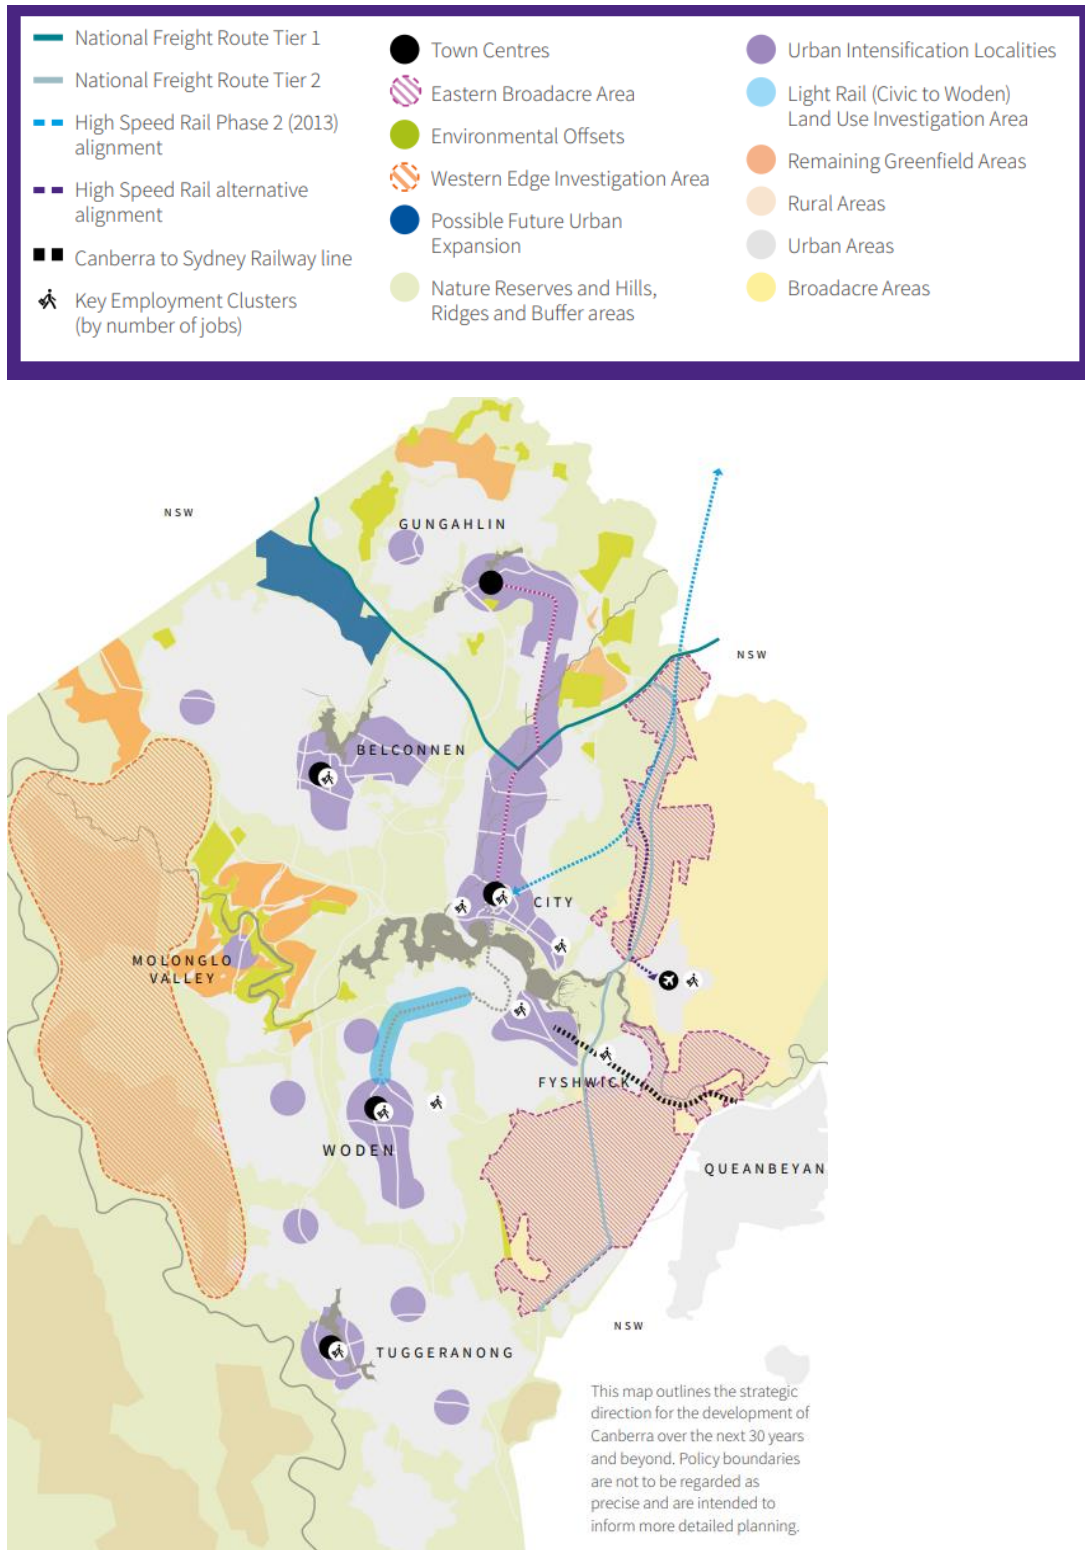 National Freight Route Tier 1
National Freight Route Tier 2
High Speed Rail Phase 2 (2013)
alignment
High Speed Rail alternative
alignment
Canberra to Sydney Railway line
Key Employment Clusters
(by number of jobs)
Town Centres
Eastern Broadacre Area
Environmental Offsets
Western Edge Investigation Area
Possible Future Urban
Expansion
Nature Reserves and Hills,
Ridges and Buffer areas
Urban Intensification Localities
Light Rail (Civic to Woden)
Land Use Investigation Area
Remaining Greenfield Areas
Rural Areas
Urban Areas
Broadacre Areas
NSW
GUNGAHLIN
NSW
BELCONNEN
CITY
MOLONGLO
VALLEY
FYSHWICK
WODEN
QUEANBEYAN
NSW
TUGGERANONG
This map outlines the strategic
direction for the development of
Canberra over the next 30 years
and beyond. Policy boundaries
are not to be regarded as
precise and are intended to
inform more detailed planning.